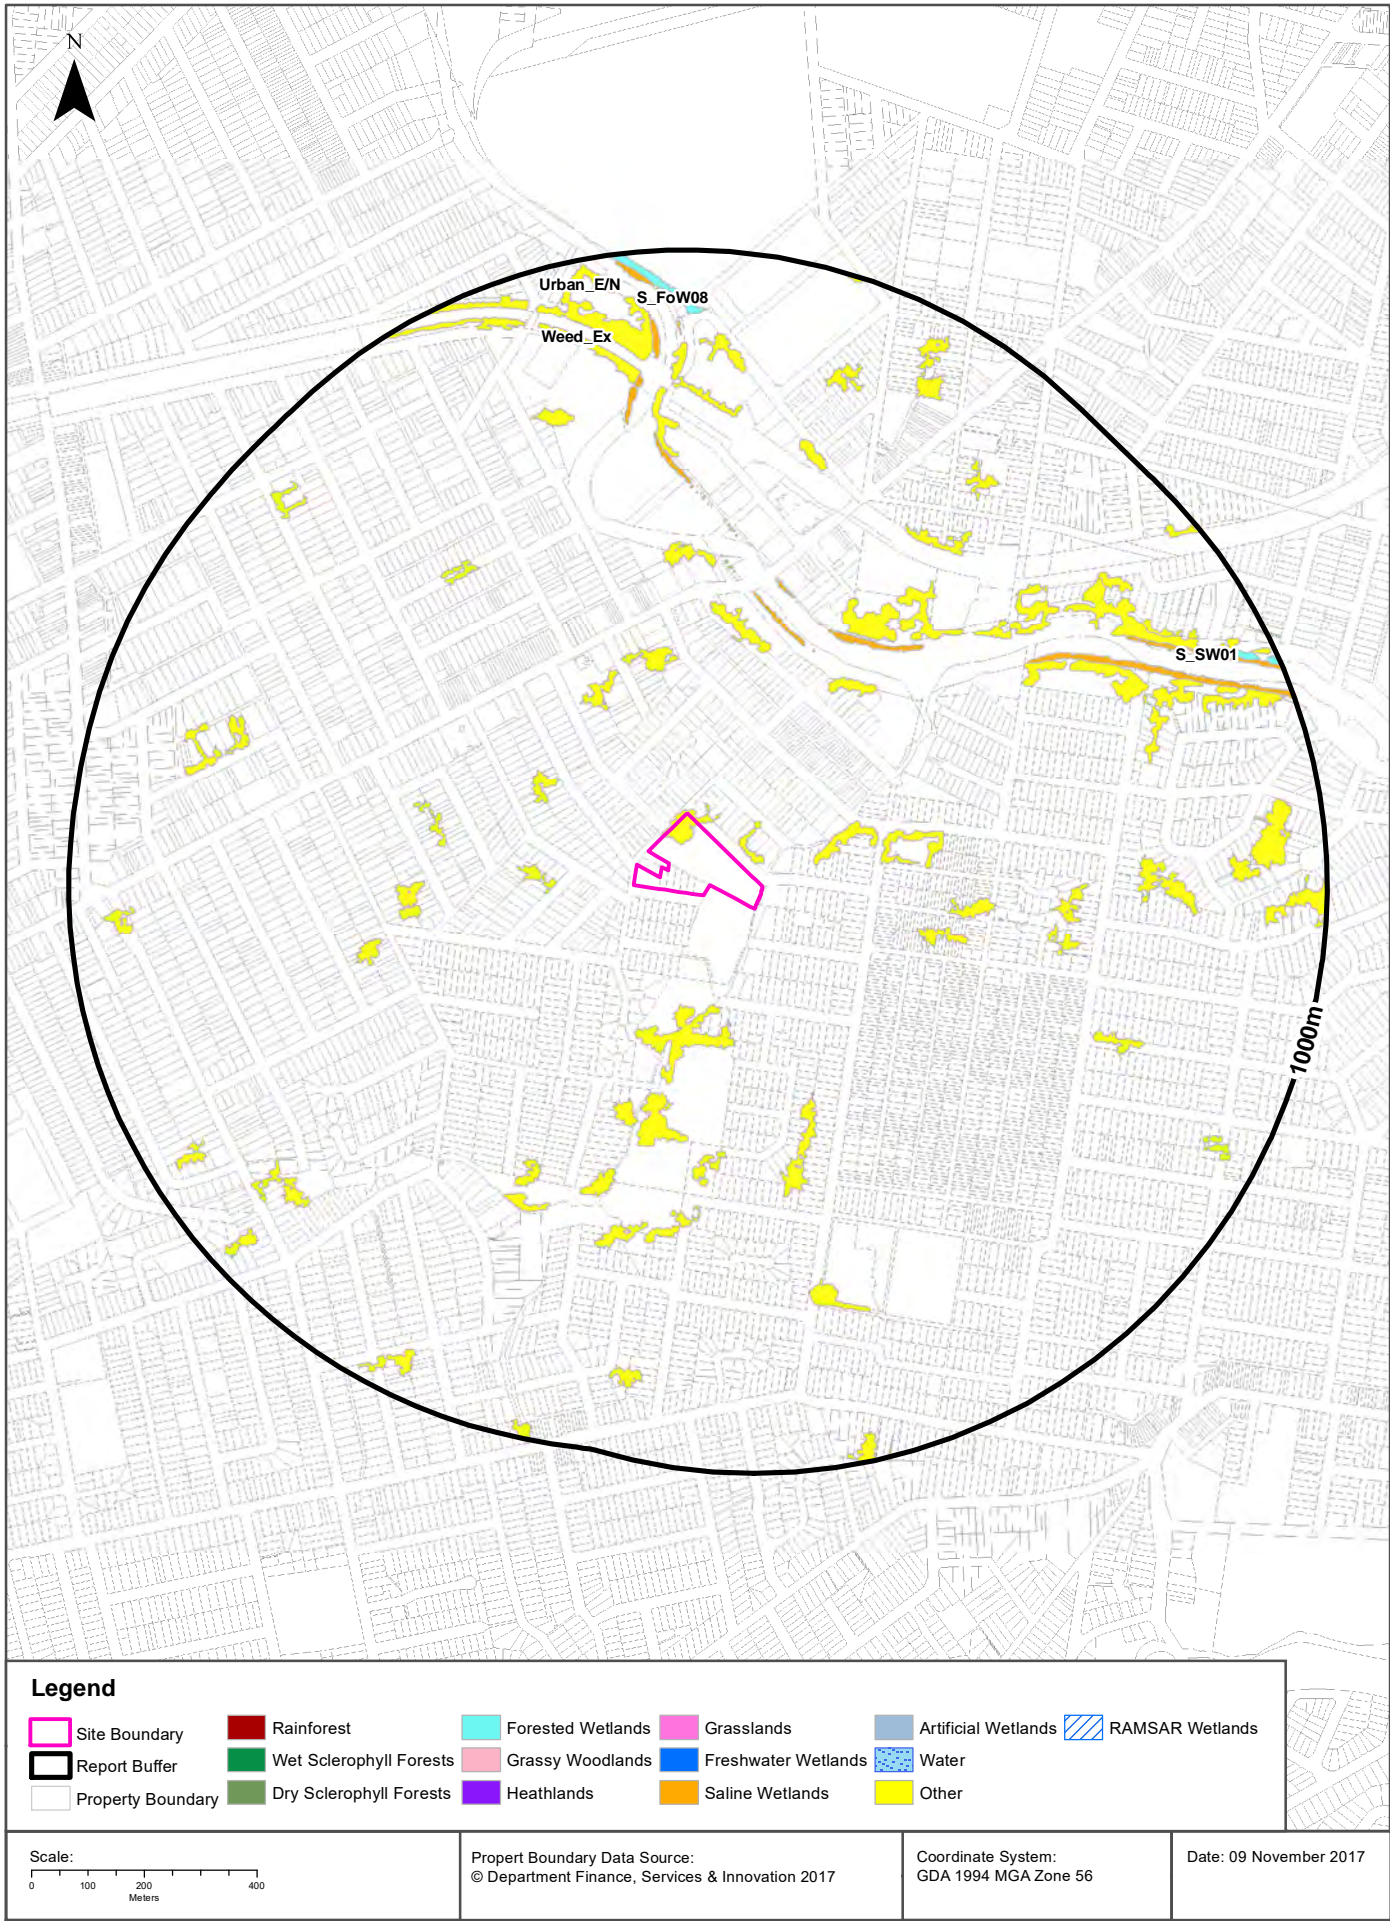 N
Urban_E/N
S_FoW08
Weed_Ex
S_SW01
1000m
Legend
Site Boundary
Report Buffer
Property Boundary
Rainforest
Wet Sclerophyll Forests
Dry Sclerophyll Forests
Forested Wetlands
Grassy Woodlands
Heathlands
Grasslands
Freshwater Wetlands
Saline Wetlands
Artificial Wetlands
Water
Other
RAMSAR Wetlands
Scale:
0 100 200 400
Meters
Propert Boundary Data Source:
© Department Finance, Services & Innovation 2017
Coordinate System:
GDA 1994 MGA Zone 56
Date: 09 November 2017